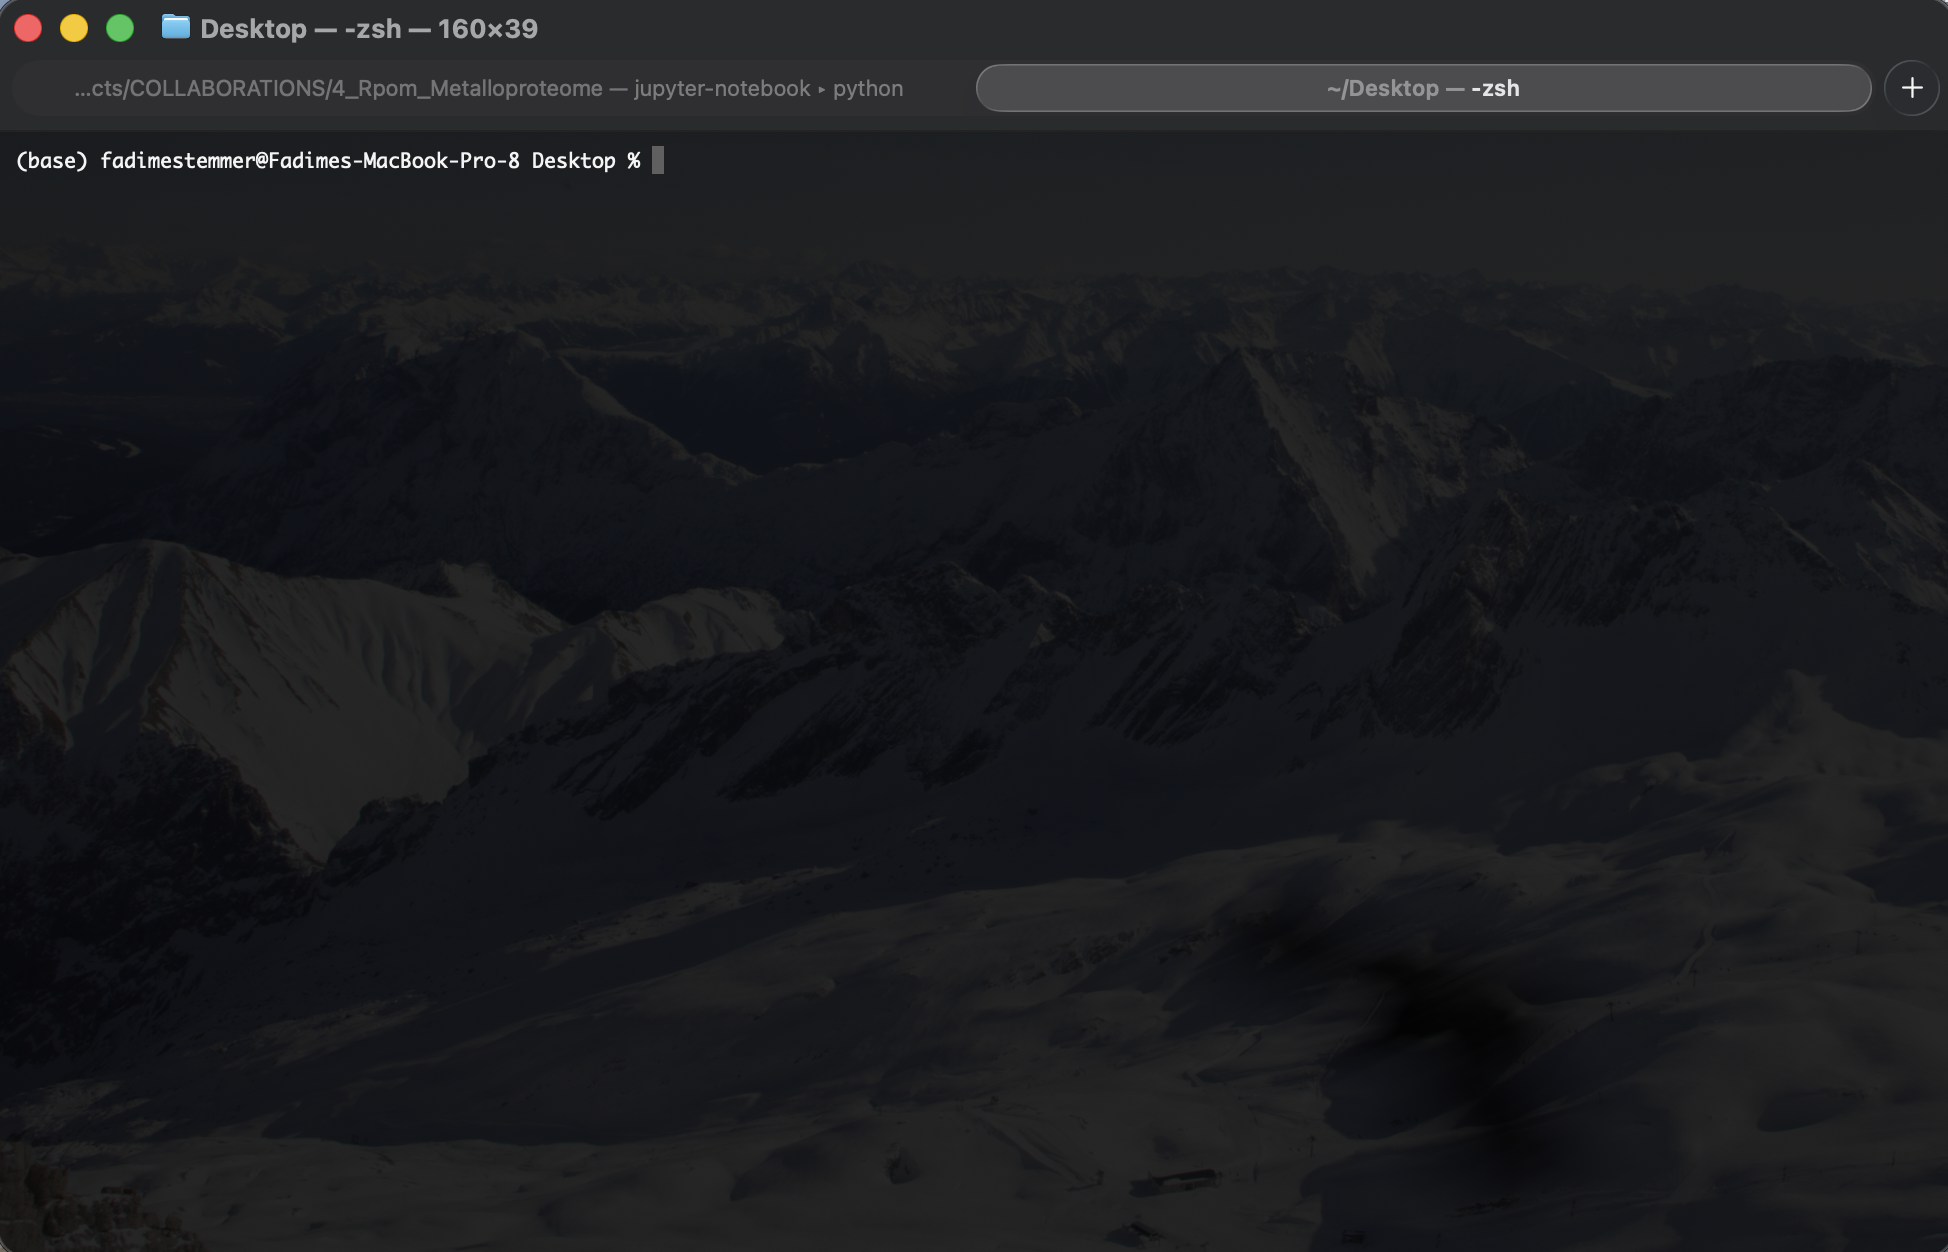 Desktop — -zsh — 160×39
...cts/COLLABORATIONS/4_Rpom_Metalloproteome — jupyter-notebook ▸ python
~/Desktop — -zsh
+
(base) fadimestemmer@Fadimes-MacBook-Pro-8 Desktop %